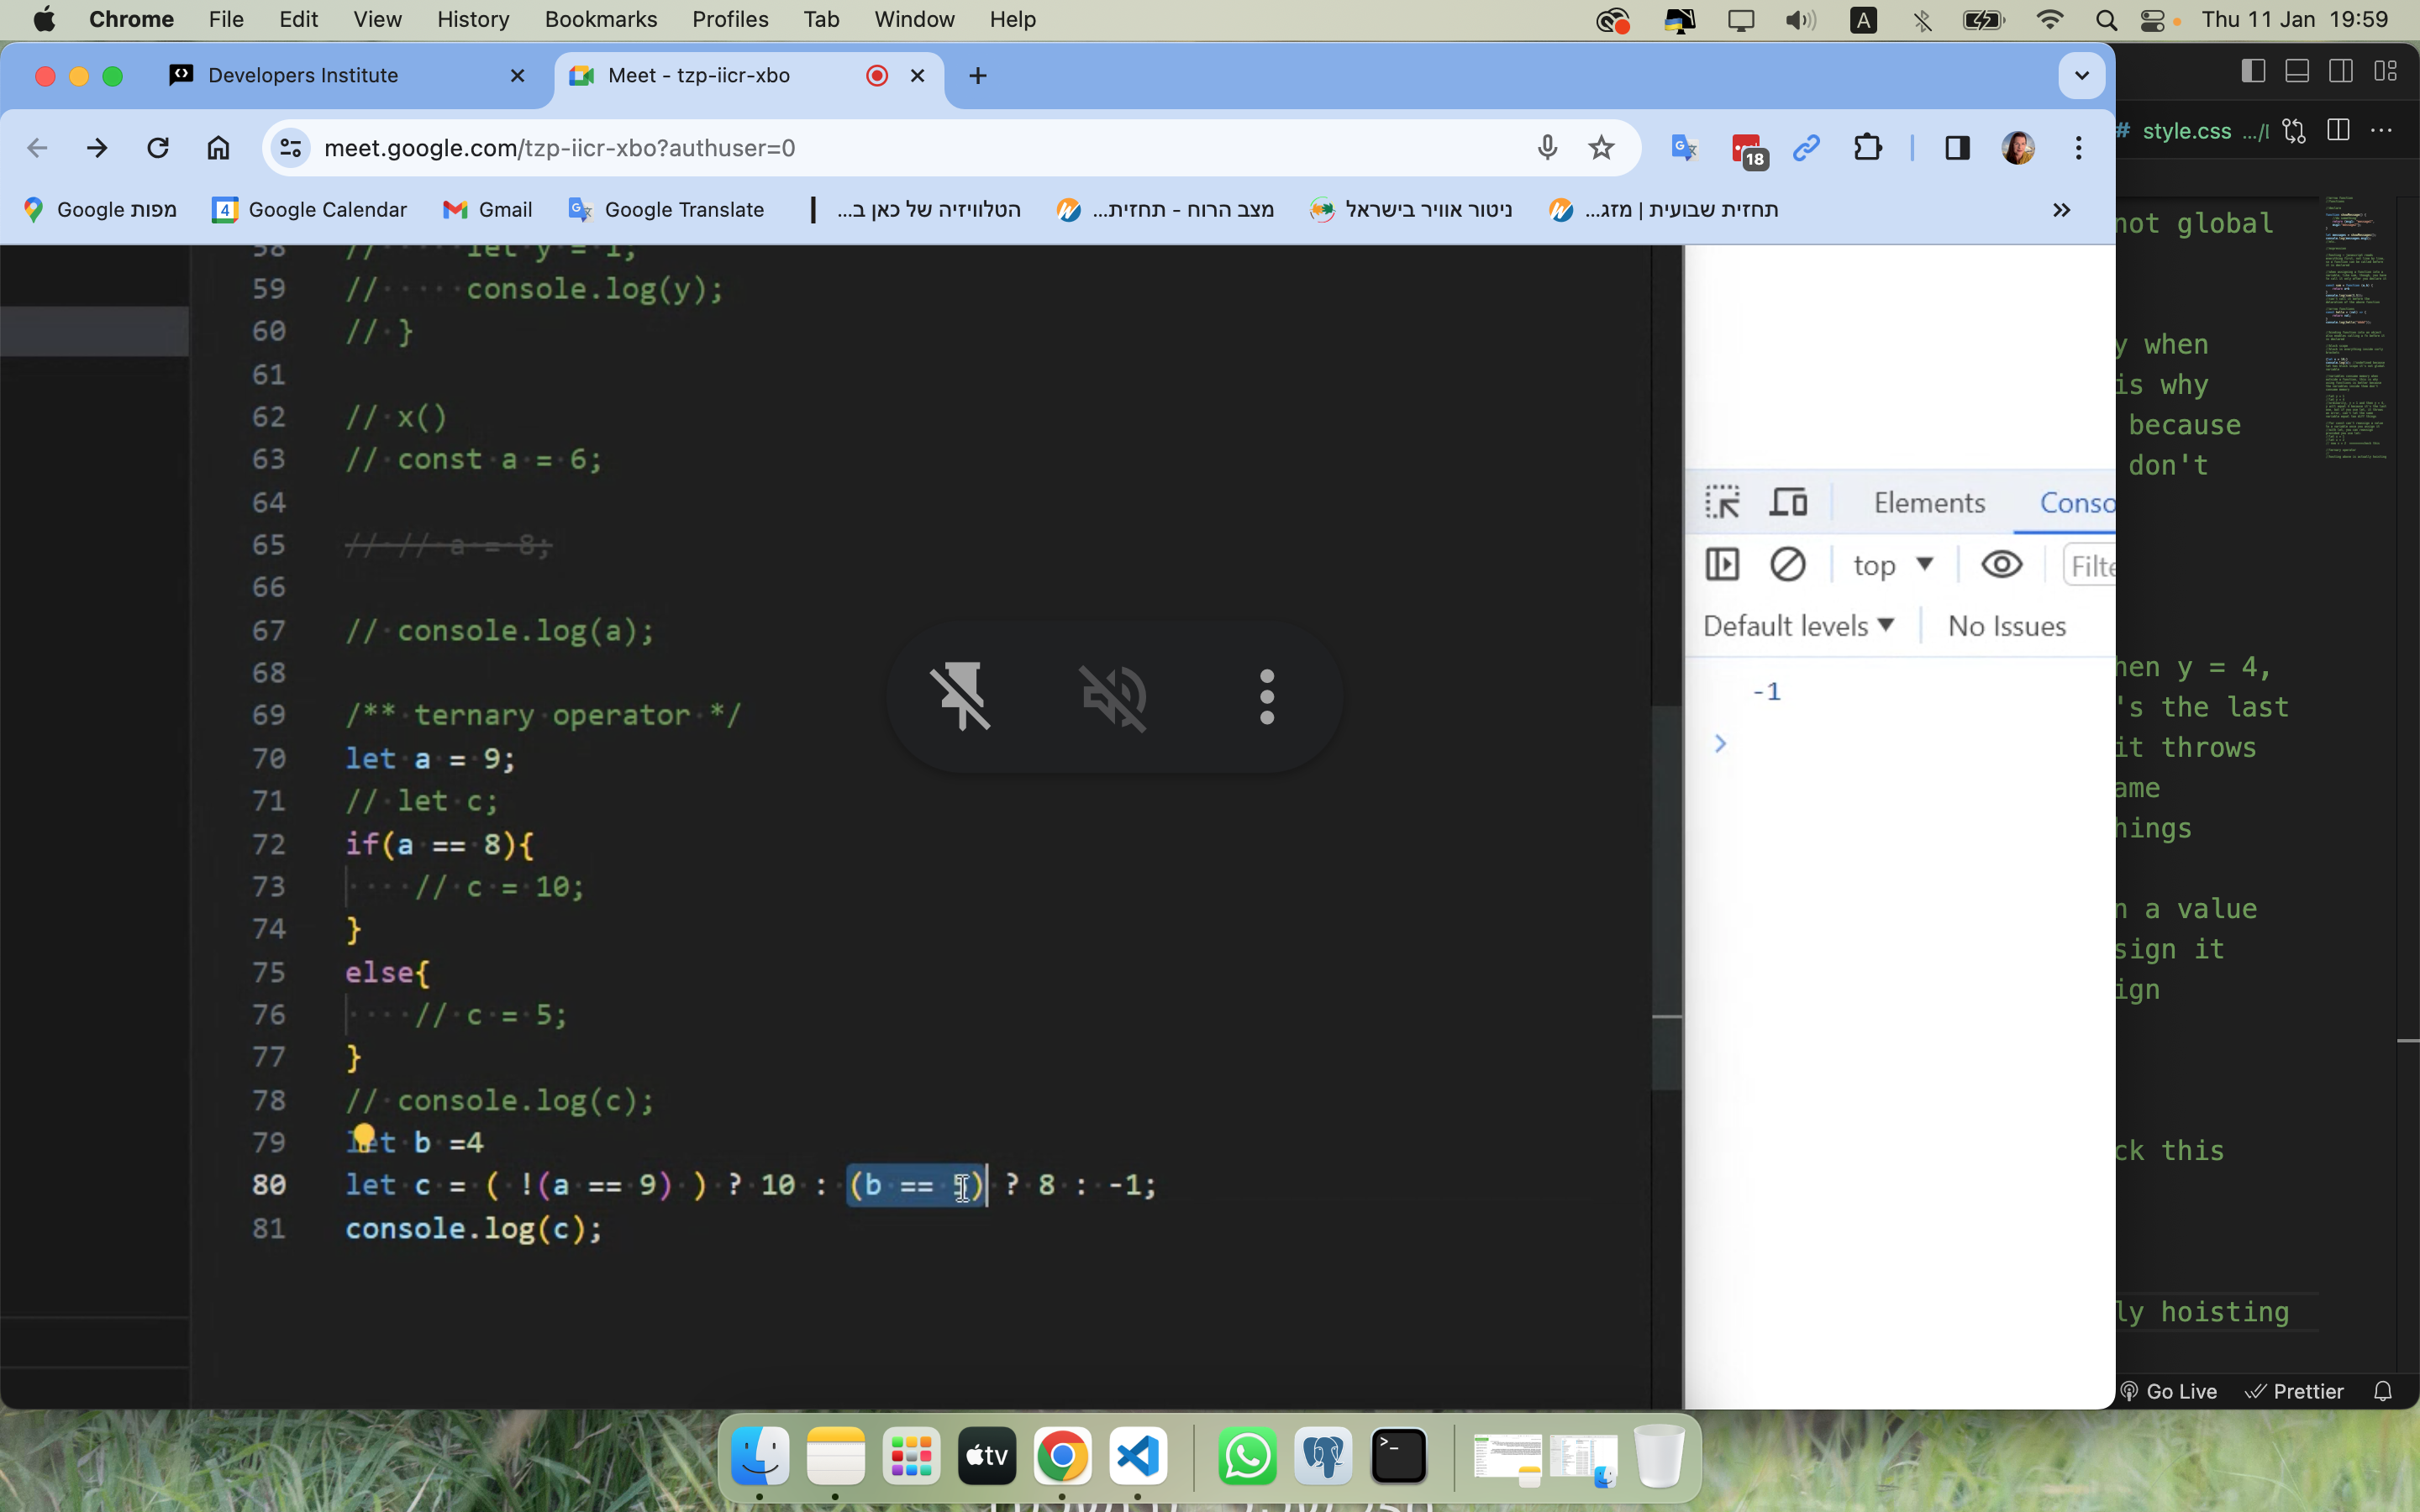 Chrome File Edit View History Bookmarks Profiles Tab Window Help A Thu 11 Jan 19:59
Developers Institute Meet - tzp-iicr-xbo
meet.google.com/tzp-iicr-xbo?authuser=0 18
Google מפות 4 Google Calendar Gmail Google Translate הטלוויזיה של כאן ב... מצב הרוח - תחזית... ניטור אוויר בישראל תחזית שבועית | מזג...
# style.css .../
58 // let y = 1;
59 // console.log(y);
60 // }
61
62 // x()
63 // const a = 6;
64
65 // // a = 8;
66
67 // console.log(a);
68
69 /** ternary operator */
70 let a = 9;
71 // let c;
72 if(a == 8){
73 // c = 10;
74 }
75 else{
76 // c = 5;
77 }
78 // console.log(c);
79 let b =4
80 let c = ( !(a == 9) ) ? 10 : (b == ) ? 8 : -1;
81 console.log(c);
Elements Conso
top Filte
Default levels No Issues
-1
not global
y when
is why
because
don't
hen y = 4,
's the last
it throws
ame
hings
n a value
sign it
ign
ck this
ly hoisting
Go Live Prettier
tv